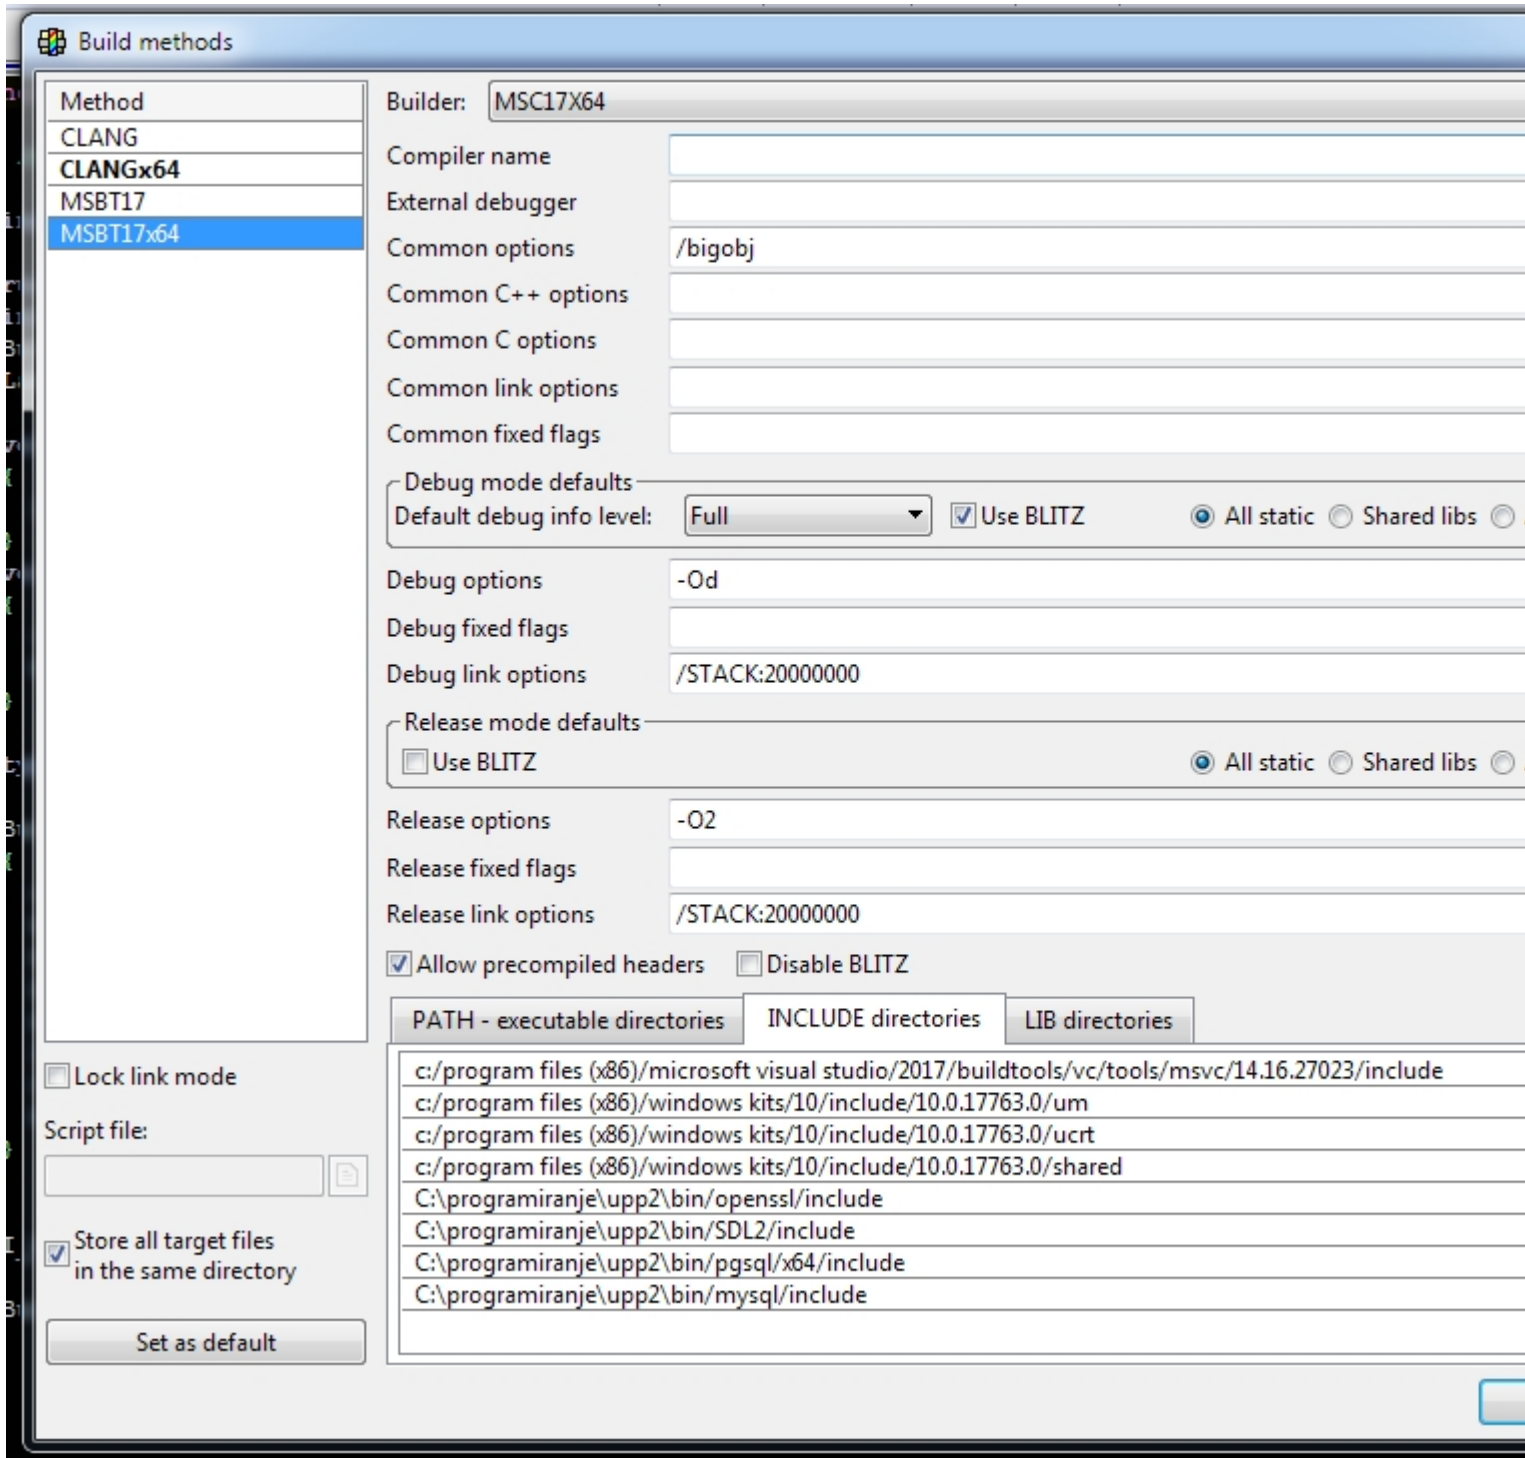 Build methods
Method
CLANG
CLANGx64
MSBT17
MSBT17x64
Builder: MSC17X64
Compiler name
External debugger
Common options /bigobj
Common C++ options
Common C options
Common link options
Common fixed flags
Debug mode defaults
Default debug info level: Full Use BLITZ All static Shared libs
Debug options -Od
Debug fixed flags
Debug link options /STACK:20000000
Release mode defaults
Use BLITZ All static Shared libs
Release options -O2
Release fixed flags
Release link options /STACK:20000000
Allow precompiled headers Disable BLITZ
PATH - executable directories INCLUDE directories LIB directories
c:/program files (x86)/microsoft visual studio/2017/buildtools/vc/tools/msvc/14.16.27023/include
c:/program files (x86)/windows kits/10/include/10.0.17763.0/um
c:/program files (x86)/windows kits/10/include/10.0.17763.0/ucrt
c:/program files (x86)/windows kits/10/include/10.0.17763.0/shared
C:\programiranje\upp2\bin/openssl/include
C:\programiranje\upp2\bin/SDL2/include
C:\programiranje\upp2\bin/pgsql/x64/include
C:\programiranje\upp2\bin/mysql/include
Lock link mode
Script file:
Store all target files
in the same directory
Set as default